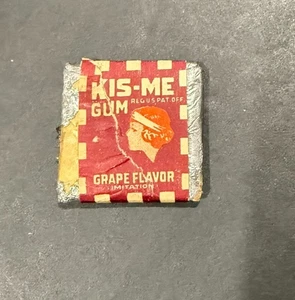 KIS-ME
GUM REG.U.S.PAT.OFF.
GRAPE FLAVOR
IMITATION